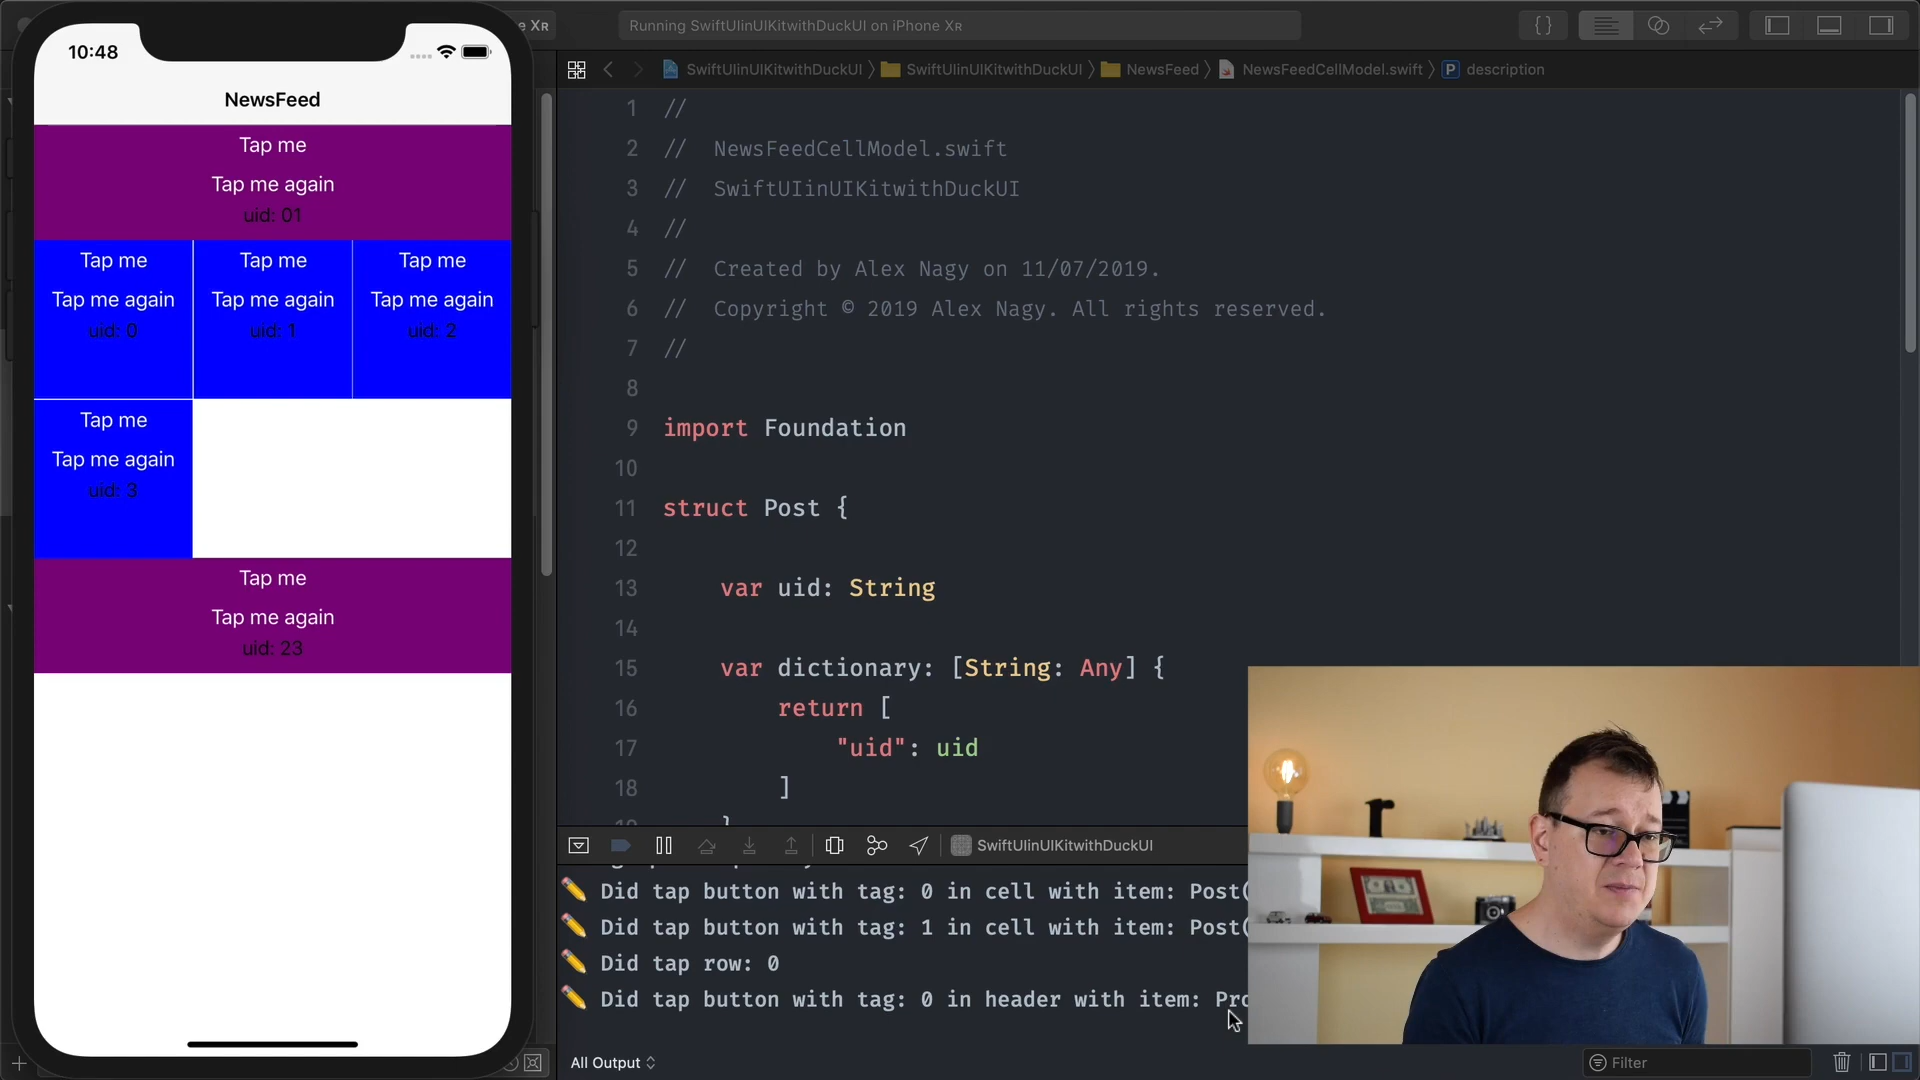 10:48
NewsFeed
Tap me
Tap me again
uid: 01
Tap me Tap me Tap me
Tap me again Tap me again Tap me again
uid: 0 uid: 1 uid: 2
Tap me
Tap me again
uid: 3
Tap me
Tap me again
uid: 23
e XR
Running SwiftUIinUIKitwithDuckUI on iPhone XR
SwiftUIinUIKitwithDuckUI SwiftUIinUIKitwithDuckUI NewsFeed NewsFeedCellModel.swift P description
1 //
2 // NewsFeedCellModel.swift
3 // SwiftUIinUIKitwithDuckUI
4 //
5 // Created by Alex Nagy on 11/07/2019.
6 // Copyright © 2019 Alex Nagy. All rights reserved.
7 //
8
9 import Foundation
10
11 struct Post {
12
13 var uid: String
14
15 var dictionary: [String: Any] {
16 return [
17 "uid": uid
18 ]
SwiftUIinUIKitwithDuckUI
✏️ Did tap button with tag: 0 in cell with item: Post(
✏️ Did tap button with tag: 1 in cell with item: Post(
✏️ Did tap row: 0
✏️ Did tap button with tag: 0 in header with item: Pro
All Output
Filter